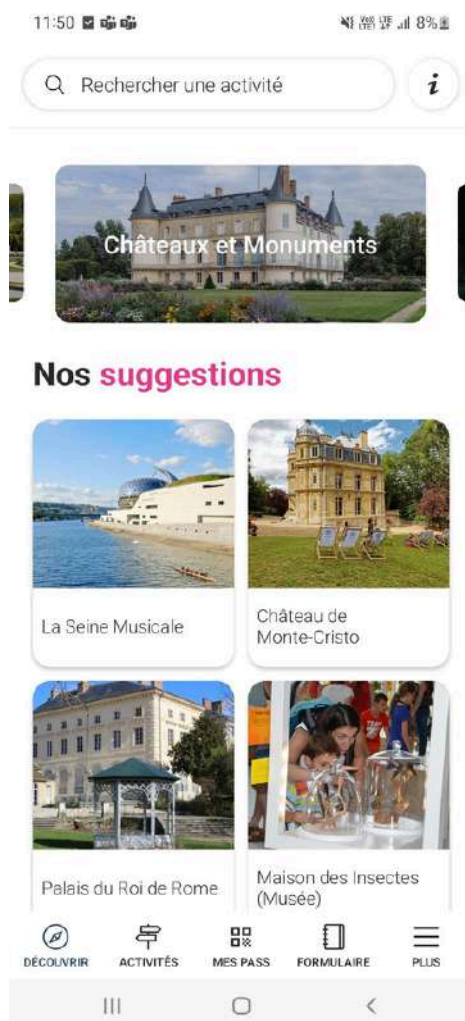 11:50
8%
Rechercher une activité
i
Châteaux et Monuments
Nos suggestions
La Seine Musicale
Château de
Monte-Cristo
Palais du Roi de Rome
Maison des Insectes
(Musée)
DÉCOUVRIR
ACTIVITÉS
MES PASS
FORMULAIRE
PLUS